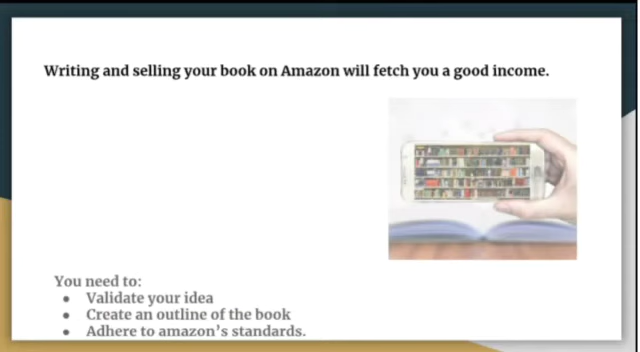 Writing and selling your book on Amazon will fetch you a good income.
You need to:
● Validate your idea
● Create an outline of the book
● Adhere to amazon's standards.